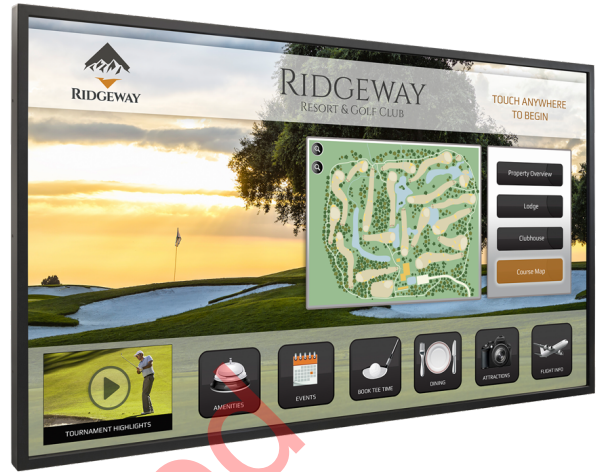 RIDGEWAY
RIDGEWAY
RESORT & GOLF CLUB
TOUCH ANYWHERE
TO BEGIN
Property Overview
Lodge
Clubhouse
Course Map
TOURNAMENT HIGHLIGHTS
AMENITIES
EVENTS
BOOK TEE TIME
DINING
ATTRACTIONS
FLIGHT INFO